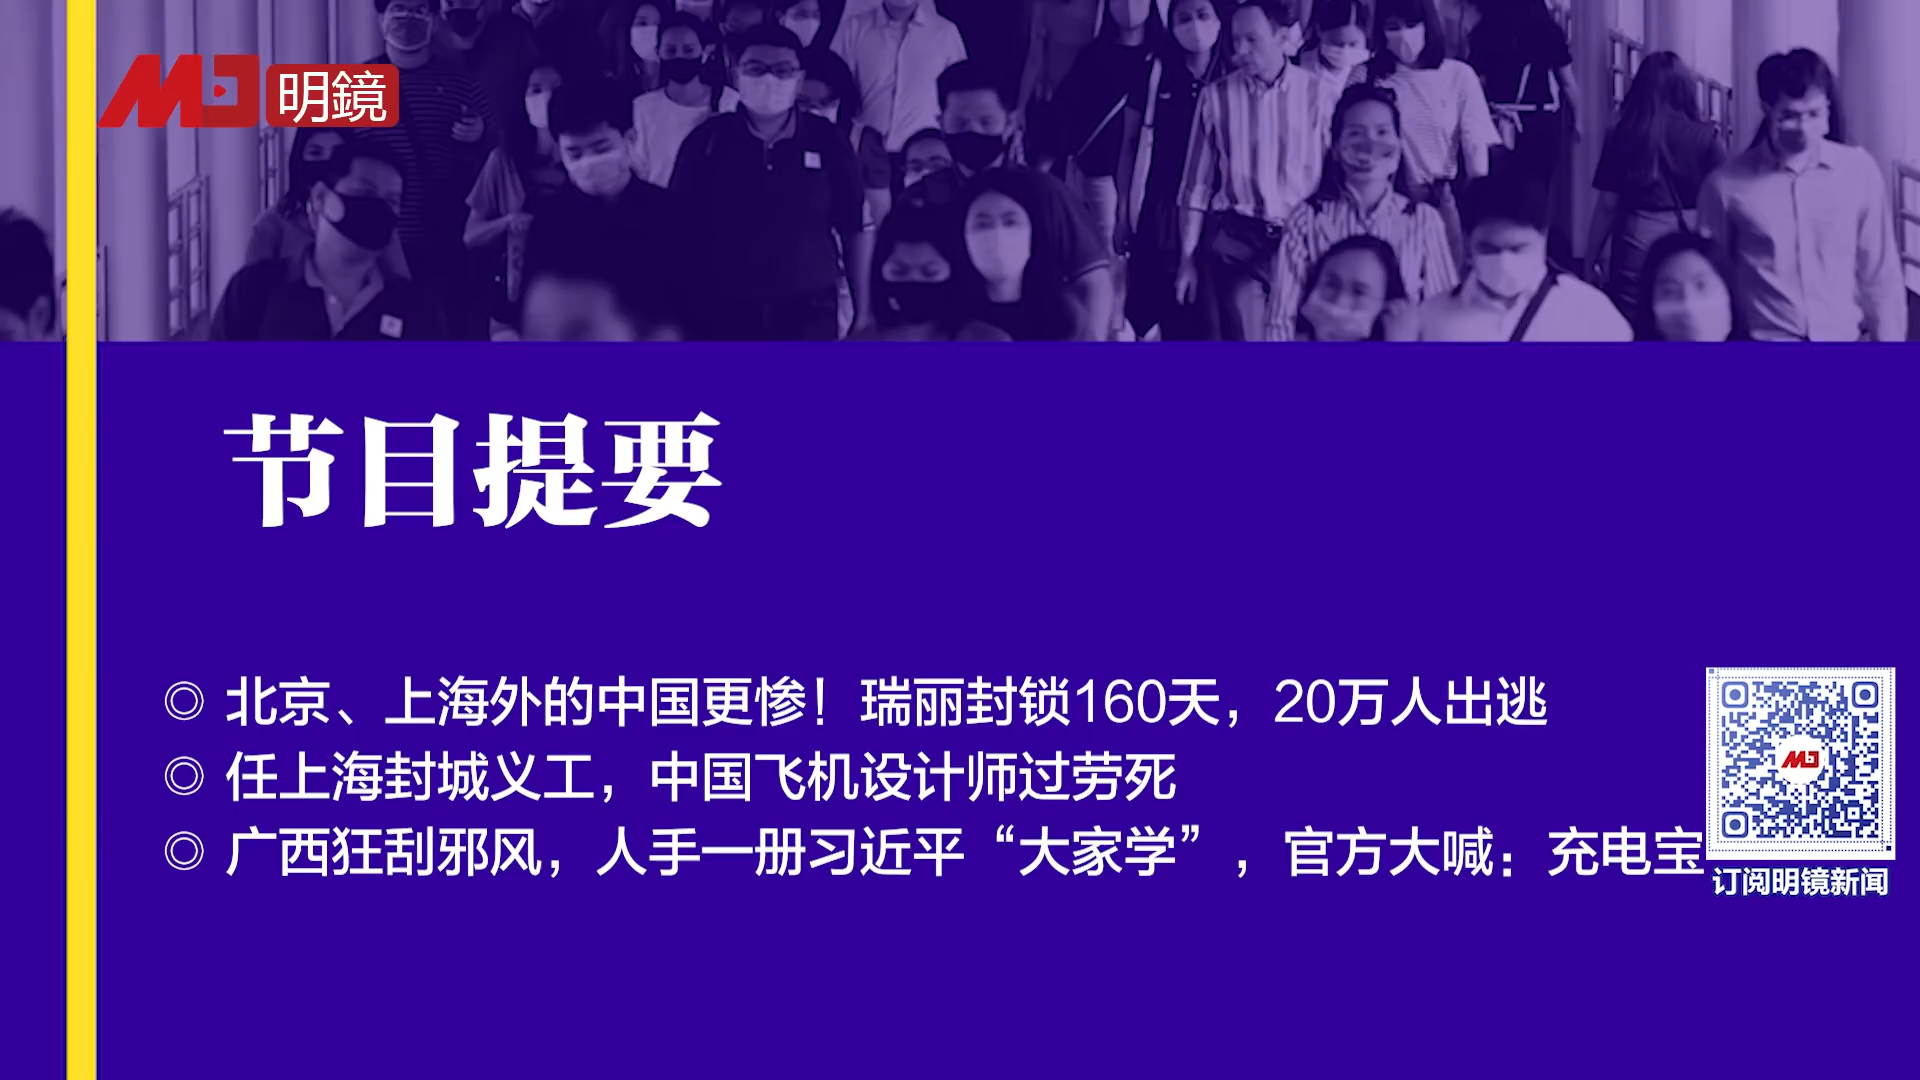 明鏡
节目提要
◎ 北京、上海外的中国更惨！瑞丽封锁160天，20万人出逃
◎ 任上海封城义工，中国飞机设计师过劳死
◎ 广西狂刮邪风，人手一册习近平“大家学”，官方大喊：充电宝
订阅明镜新闻